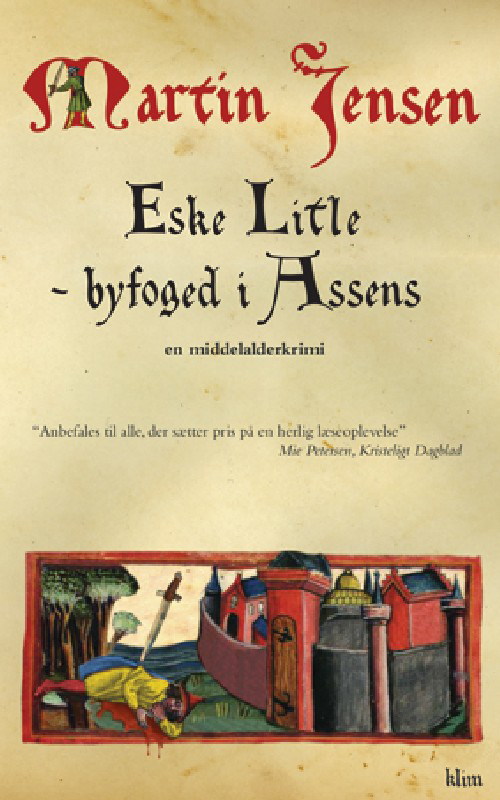 Martin Jensen
Eske Litle
- byfoged i Assens
en middelalderkrimi
“Anbefales til alle, der sætter pris på en herlig læseoplevelse”
Mie Petersen, Kristeligt Dagblad
klim